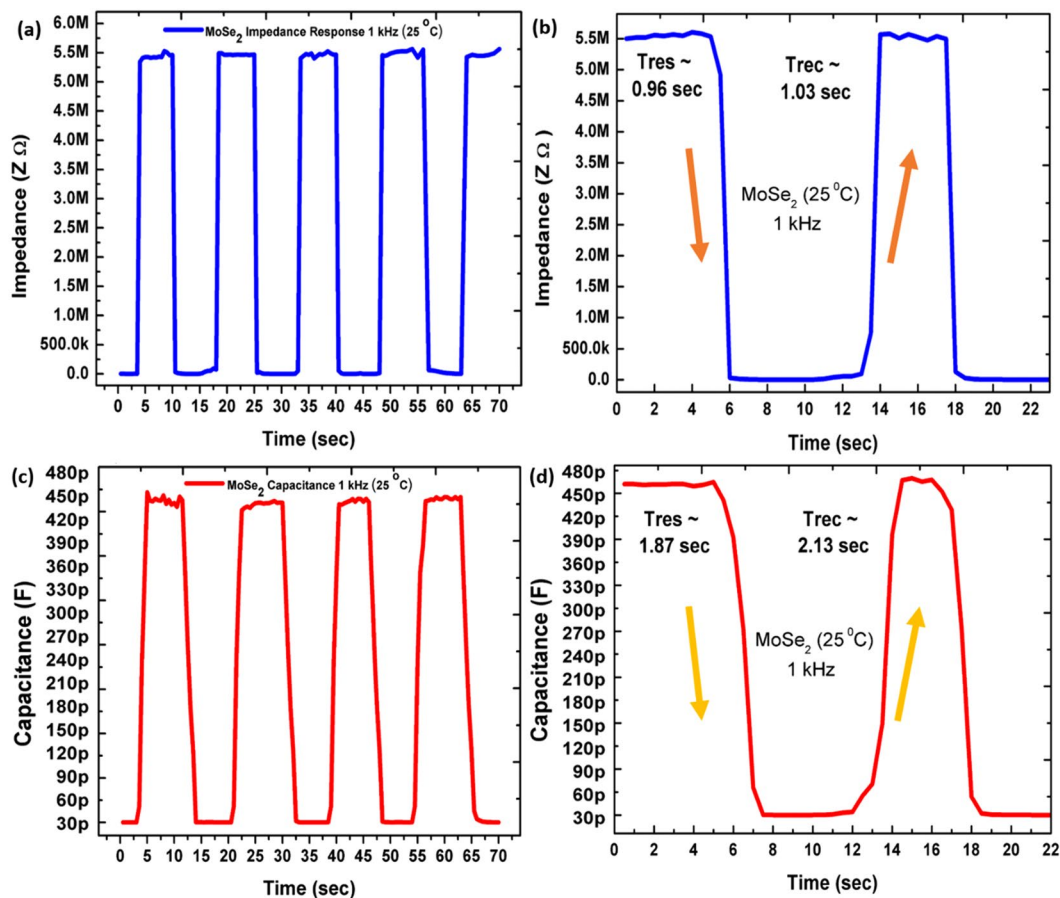 (a)
6.0M
5.5M
5.0M
4.5M
4.0M
3.5M
3.0M
2.5M
2.0M
1.5M
1.0M
500.0k
0.0
Impedance (Z Ω)
MoSe2 Impedance Response 1 kHz (25 °C)
0 5 10 15 20 25 30 35 40 45 50 55 60 65 70
Time (sec)
(b)
5.5M
5.0M
4.5M
4.0M
3.5M
3.0M
2.5M
2.0M
1.5M
1.0M
500.0k
0.0
Impedance (Z Ω)
Tres ~
0.96 sec
Trec ~
1.03 sec
MoSe2 (25 °C)
1 kHz
0 2 4 6 8 10 12 14 16 18 20 22
Time (sec)
(c)
480p
450p
420p
390p
360p
330p
300p
270p
240p
210p
180p
150p
120p
90p
60p
30p
Capacitance (F)
MoSe2 Capacitance 1 kHz (25 °C)
0 5 10 15 20 25 30 35 40 45 50 55 60 65 70
Time (sec)
(d)
480p
450p
420p
390p
360p
330p
300p
270p
240p
210p
180p
150p
120p
90p
60p
30p
Capacitance (F)
Tres ~
1.87 sec
Trec ~
2.13 sec
MoSe2 (25 °C)
1 kHz
0 2 4 6 8 10 12 14 16 18 20 22
Time (sec)